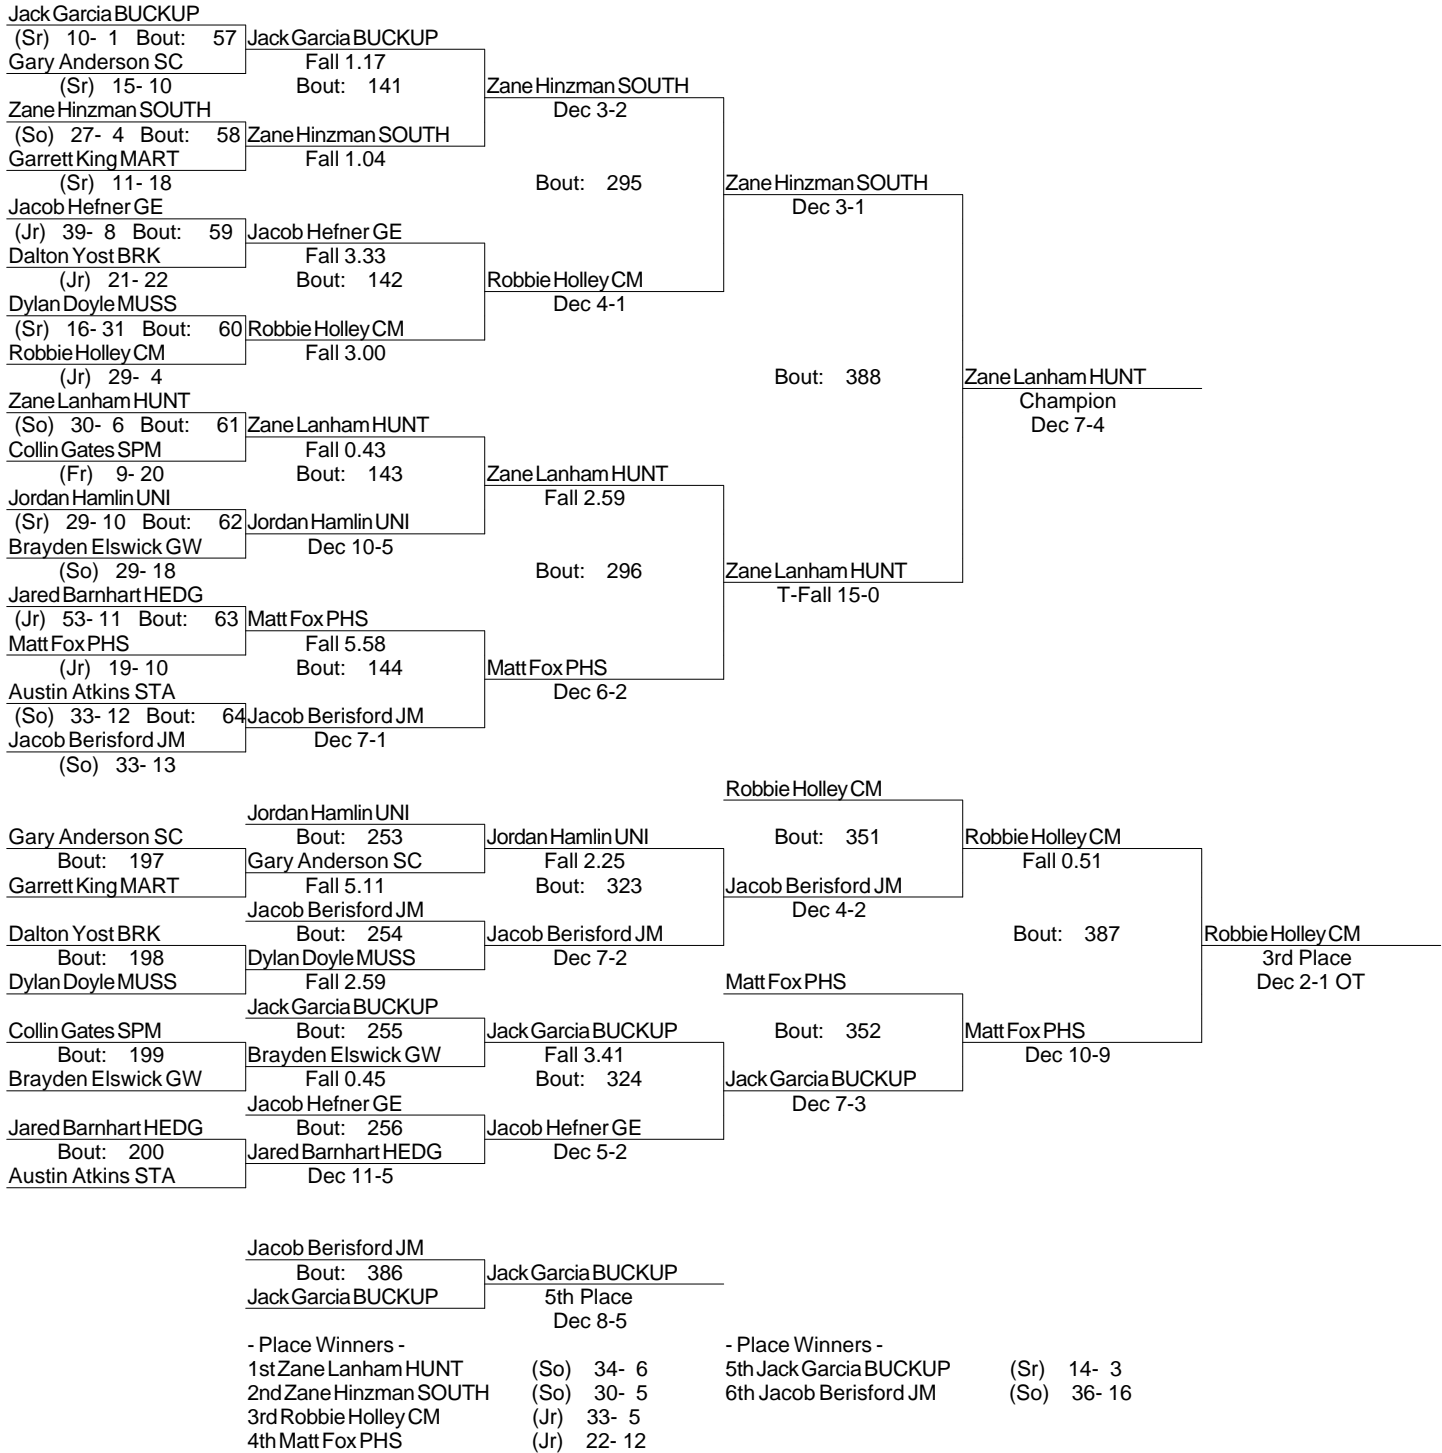 Jack Garcia BUCKUP
(Sr) 10- 1 Bout: 57 Jack Garcia BUCKUP
Gary Anderson SC Fall 1.17
(Sr) 15- 10 Bout: 141 Zane Hinzman SOUTH
Zane Hinzman SOUTH Dec 3-2
(So) 27- 4 Bout: 58 Zane Hinzman SOUTH
Garrett King MART Fall 1.04
(Sr) 11- 18 Bout: 295 Zane Hinzman SOUTH
Jacob Hefner GE Dec 3-1
(Jr) 39- 8 Bout: 59 Jacob Hefner GE
Dalton Yost BRK Fall 3.33
(Jr) 21- 22 Bout: 142 Robbie Holley CM
Dylan Doyle MUSS Dec 4-1
(Sr) 16- 31 Bout: 60 Robbie Holley CM
Robbie Holley CM Fall 3.00
(Jr) 29- 4 Bout: 388 Zane Lanham HUNT
Zane Lanham HUNT Champion
(So) 30- 6 Bout: 61 Zane Lanham HUNT Dec 7-4
Collin Gates SPM Fall 0.43
(Fr) 9- 20 Bout: 143 Zane Lanham HUNT
Jordan Hamlin UNI Fall 2.59
(Sr) 29- 10 Bout: 62 Jordan Hamlin UNI
Brayden Elswick GW Dec 10-5
(So) 29- 18 Bout: 296 Zane Lanham HUNT
Jared Barnhart HEDG T-Fall 15-0
(Jr) 53- 11 Bout: 63 Matt Fox PHS
Matt Fox PHS Fall 5.58
(Jr) 19- 10 Bout: 144 Matt Fox PHS
Austin Atkins STA Dec 6-2
(So) 33- 12 Bout: 64 Jacob Berisford JM
Jacob Berisford JM Dec 7-1
(So) 33- 13
Robbie Holley CM
Jordan Hamlin UNI
Gary Anderson SC Bout: 253 Jordan Hamlin UNI Bout: 351 Robbie Holley CM
Bout: 197 Gary Anderson SC Fall 2.25 Fall 0.51
Garrett King MART Fall 5.11 Bout: 323 Jacob Berisford JM
Jacob Berisford JM Dec 4-2
Dalton Yost BRK Bout: 254 Jacob Berisford JM Bout: 387 Robbie Holley CM
Bout: 198 Dylan Doyle MUSS Dec 7-2 3rd Place
Dylan Doyle MUSS Fall 2.59 Matt Fox PHS Dec 2-1 OT
Jack Garcia BUCKUP
Collin Gates SPM Bout: 255 Jack Garcia BUCKUP Bout: 352 Matt Fox PHS
Bout: 199 Brayden Elswick GW Fall 3.41 Dec 10-9
Brayden Elswick GW Fall 0.45 Bout: 324 Jack Garcia BUCKUP
Jacob Hefner GE Dec 7-3
Jared Barnhart HEDG Bout: 256 Jacob Hefner GE
Bout: 200 Jared Barnhart HEDG Dec 5-2
Austin Atkins STA Dec 11-5
Jacob Berisford JM
Bout: 386 Jack Garcia BUCKUP
Jack Garcia BUCKUP 5th Place
Dec 8-5
- Place Winners - - Place Winners -
1st Zane Lanham HUNT (So) 34- 6 5th Jack Garcia BUCKUP (Sr) 14- 3
2nd Zane Hinzman SOUTH (So) 30- 5 6th Jacob Berisford JM (So) 36- 16
3rd Robbie Holley CM (Jr) 33- 5
4th Matt Fox PHS (Jr) 22- 12